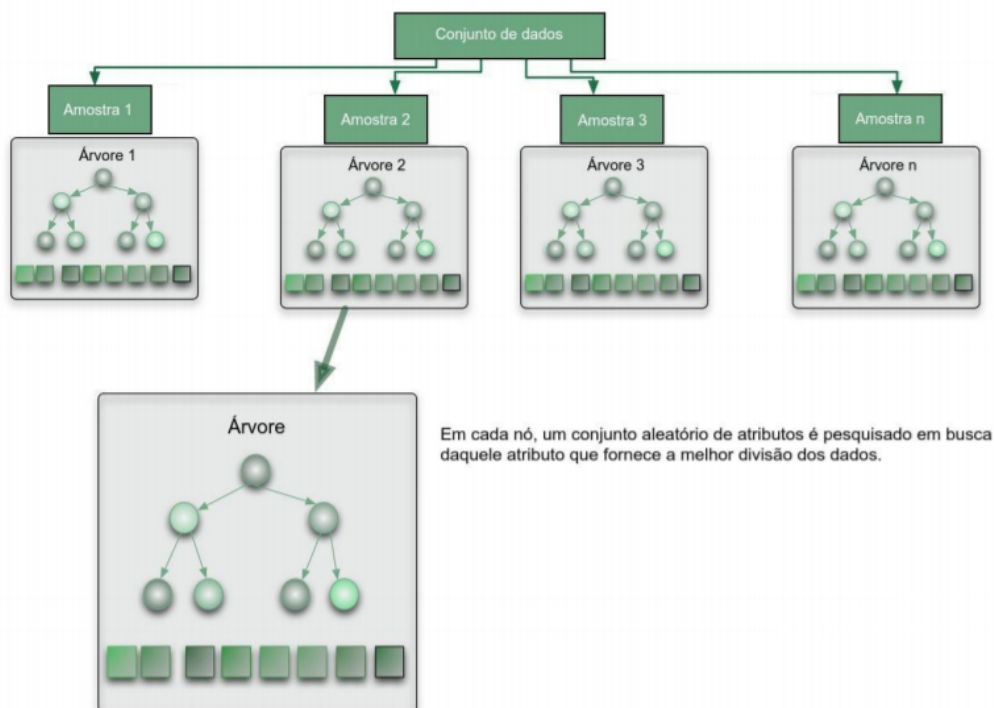 Conjunto de dados
Amostra 1
Amostra 2
Amostra 3
Amostra n
Árvore 1
Árvore 2
Árvore 3
Árvore n
Árvore
Em cada nó, um conjunto aleatório de atributos é pesquisado em busca
daquele atributo que fornece a melhor divisão dos dados.